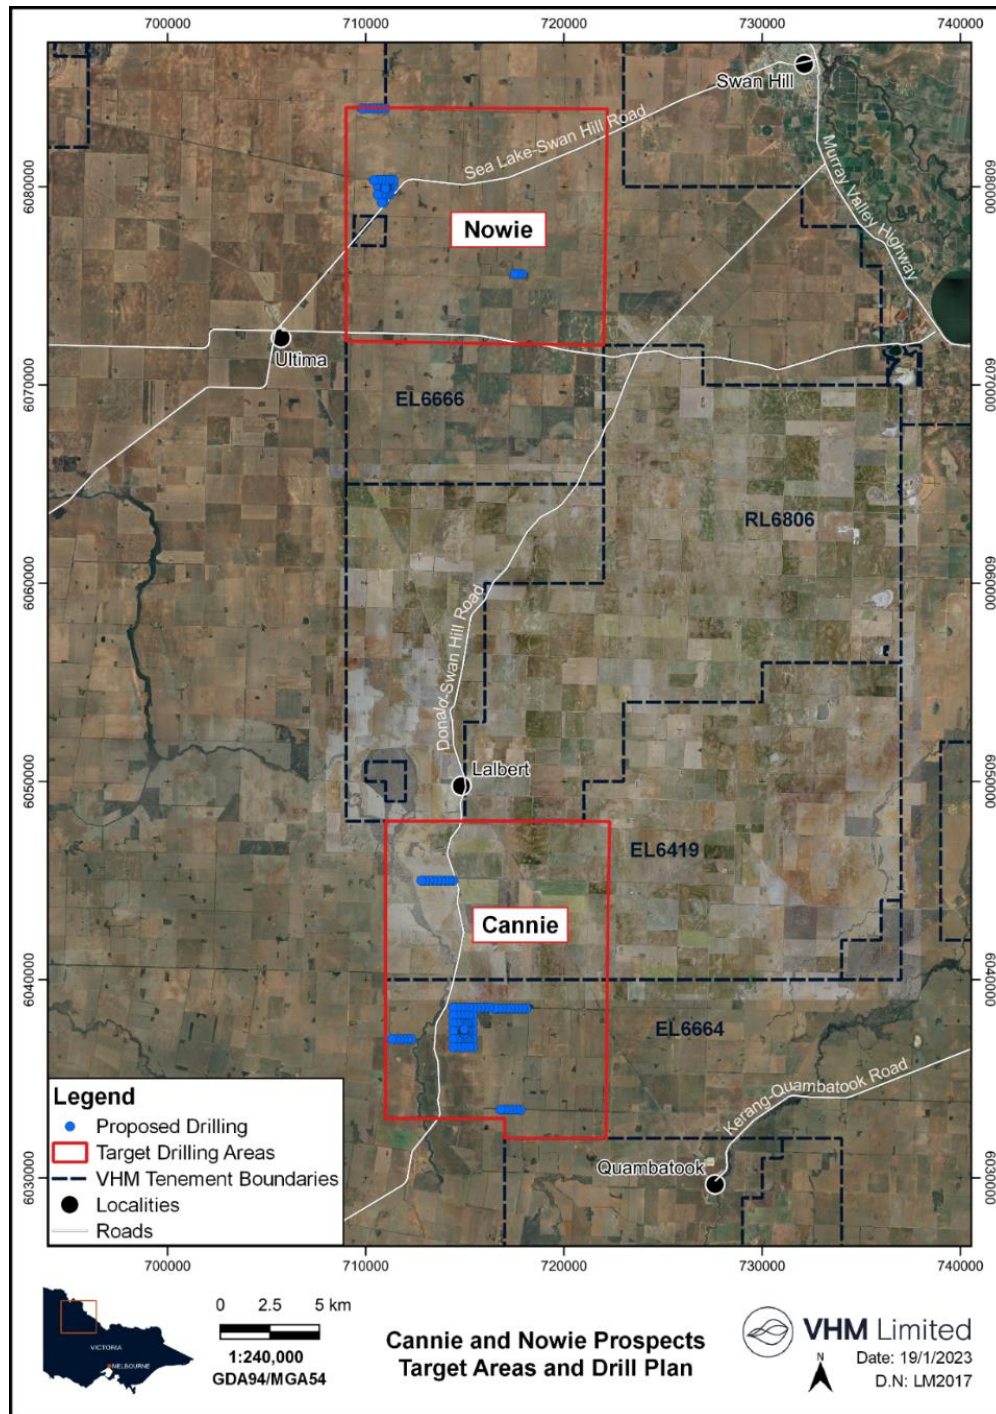 700000
710000
720000
730000
740000
Swan Hill
Sea Lake-Swan Hill Road
Murray Valley Highway
6080000
6080000
Nowie
Ultima
6070000
6070000
EL6666
RL6806
6060000
6060000
Donald-Swan Hill Road
Lalbert
6050000
6050000
EL6419
Cannie
6040000
6040000
EL6664
Kerang-Quambatook Road
Quambatook
6030000
6030000
Legend
Proposed Drilling
Target Drilling Areas
VHM Tenement Boundaries
Localities
Roads
700000
710000
720000
730000
740000
VICTORIA
MELBOURNE
0 2.5 5 km
1:240,000
GDA94/MGA54
Cannie and Nowie Prospects
Target Areas and Drill Plan
VHM Limited
N
Date: 19/1/2023
D.N: LM2017